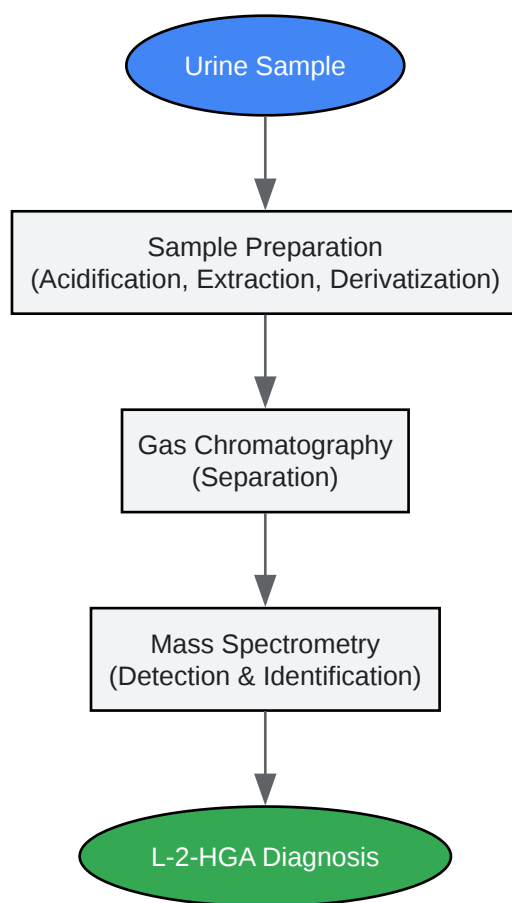 Urine Sample
Sample Preparation
(Acidification, Extraction, Derivatization)
Gas Chromatography
(Separation)
Mass Spectrometry
(Detection & Identification)
L-2-HGA Diagnosis